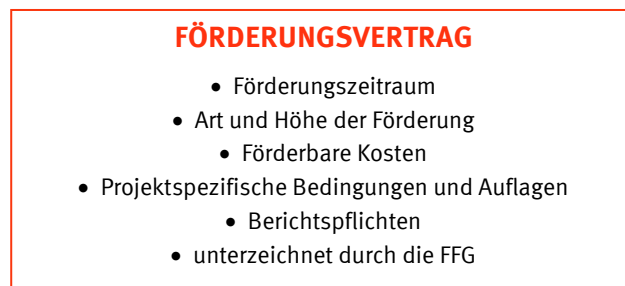 FÖRDERUNGSVERTRAG
• Förderungszeitraum
• Art und Höhe der Förderung
• Förderbare Kosten
• Projektspezifische Bedingungen und Auflagen
• Berichtspflichten
• unterzeichnet durch die FFG